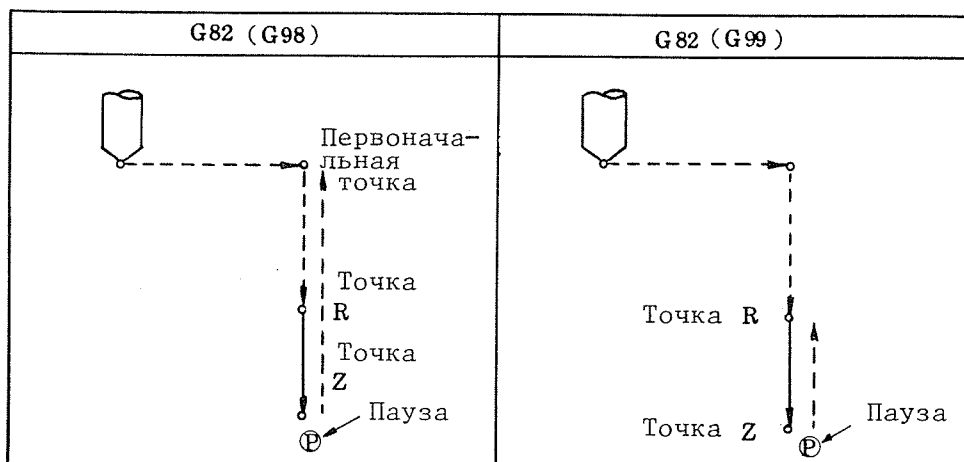 G82 (G98)
G82 (G99)
Первонача-
льная
точка
Точка
R
Точка
Z
Пауза
P
Точка R
Точка Z
Пауза
P